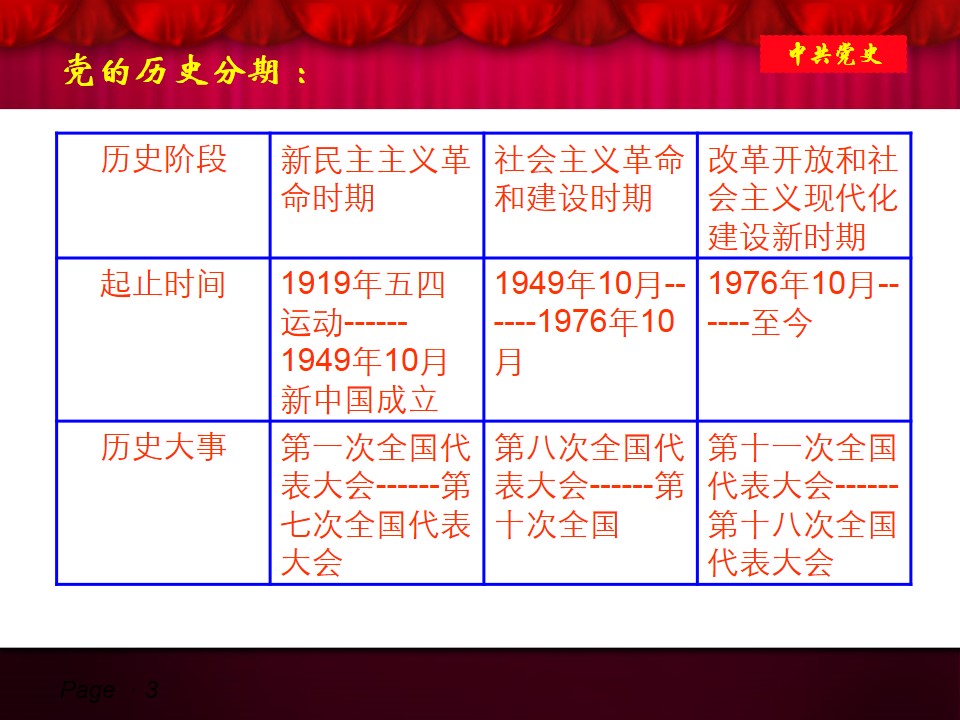 党的历史分期：
中共党史
历史阶段
新民主主义革
命时期
社会主义革命
和建设时期
改革开放和社
会主义现代化
建设新时期
起止时间
1919年五四
运动------
1949年10月
新中国成立
1949年10月--
----1976年10
月
1976年10月--
----至今
历史大事
第一次全国代
表大会------第
七次全国代表
大会
第八次全国代
表大会------第
十次全国
第十一次全国
代表大会------
第十八次全国
代表大会
Page 3